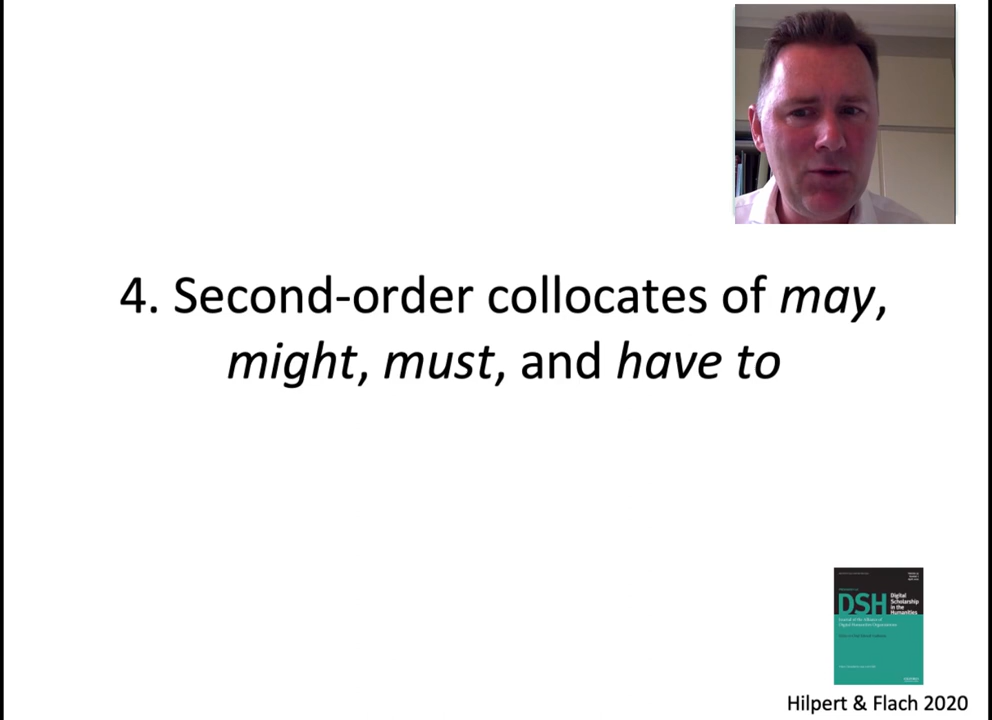 4. Second-order collocates of may,
might, must, and have to
DSH
Digital
Scholarship
in the
Humanities
Hilpert & Flach 2020